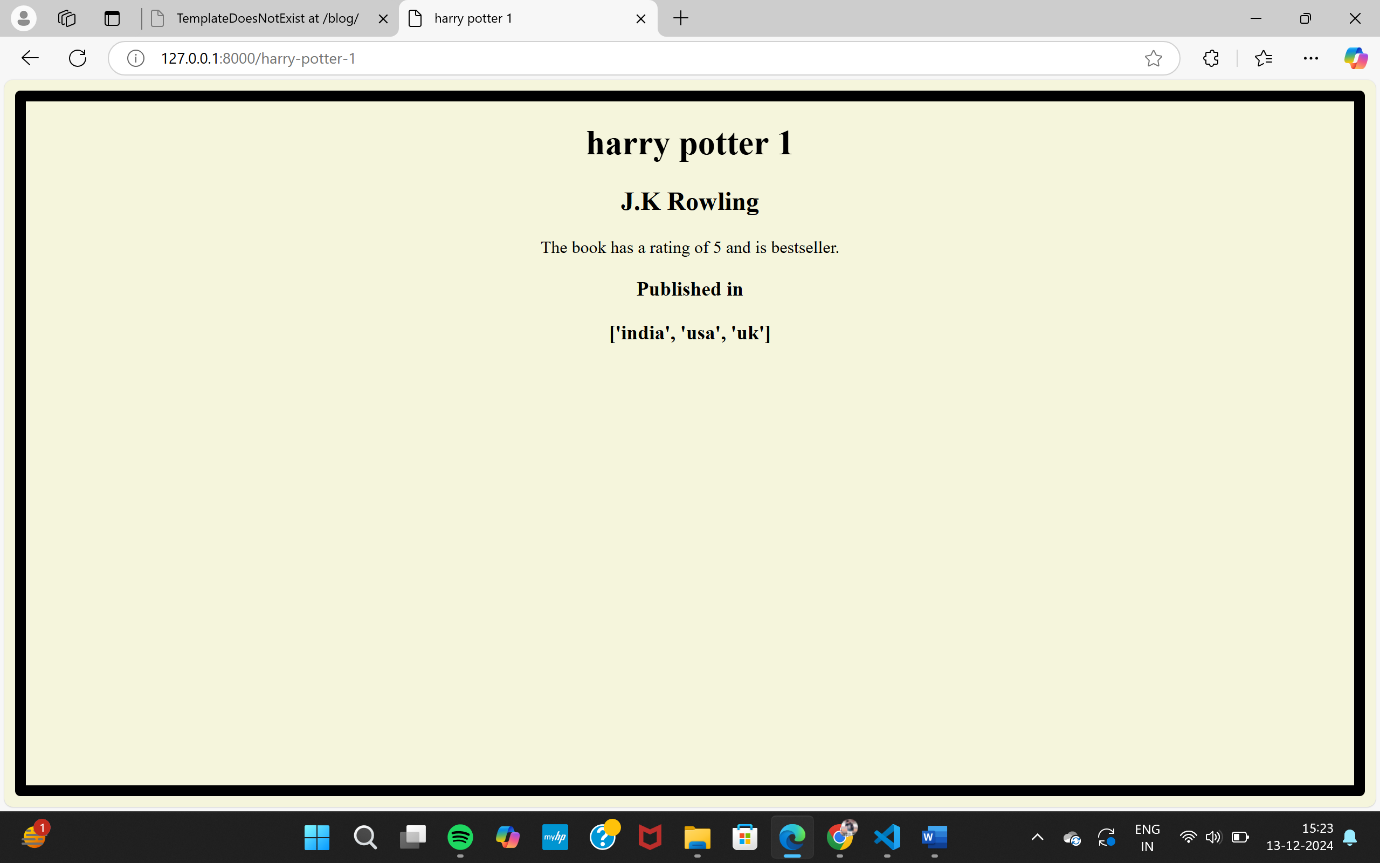 TemplateDoesNotExist at /blog/
harry potter 1
127.0.0.1:8000/harry-potter-1
harry potter 1
J.K Rowling
The book has a rating of 5 and is bestseller.
Published in
['india', 'usa', 'uk']
1
myhp
?
W
ENG
IN
15:23
13-12-2024